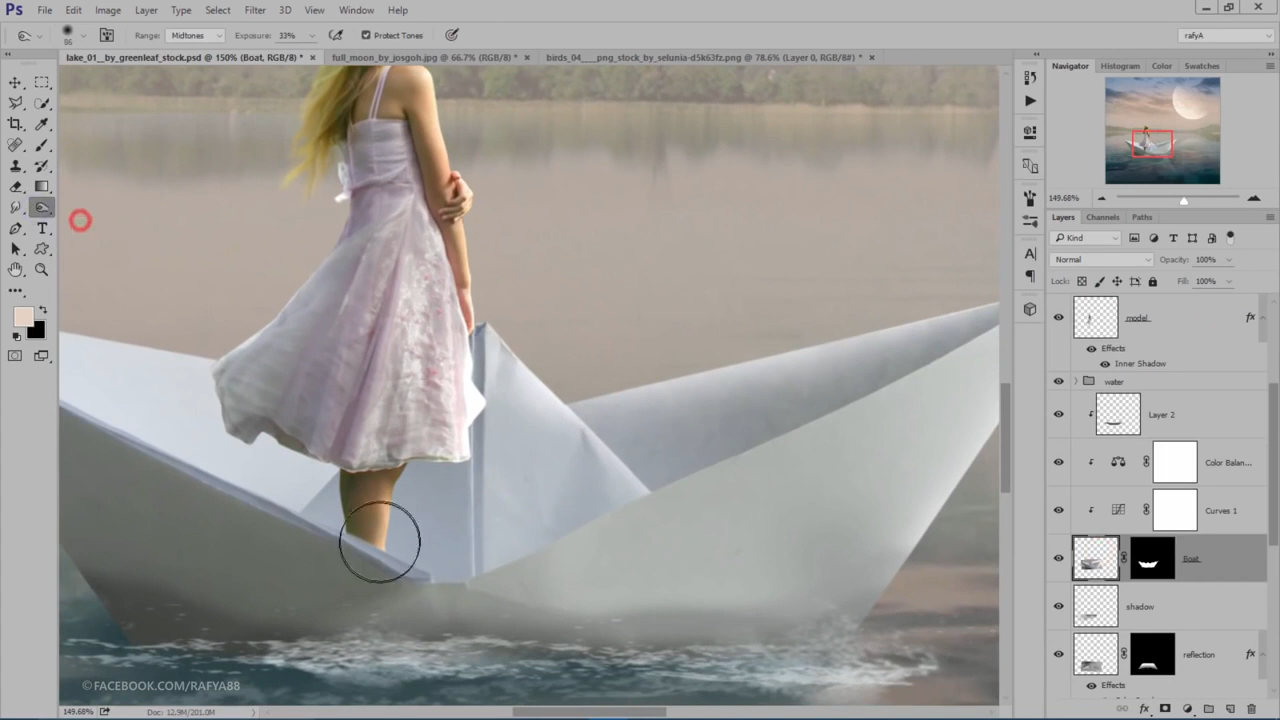 Ps File Edit Image Layer Type Select Filter 3D View Window Help
86 Range: Midtones Exposure: 33% Protect Tones rafyA
lake_01__by_greenleaf_stock.psd @ 150% (Boat, RGB/8) * × full_moon_by_josgoh.jpg @ 66.7% (RGB/8) * × birds_04___png_stock_by_selunia-d5k63fz.png @ 78.6% (Layer 0, RGB/8#) * ×
Navigator Histogram Color Swatches
149.68%
Layers Channels Paths
Kind
Normal Opacity: 100%
Lock: Fill: 100%
model fx
Effects
Inner Shadow
water
Layer 2
Color Balan...
Curves 1
Boat
shadow
reflection fx
Effects
©FACEBOOK.COM/RAFYA88
149.68% Doc: 12.9M/201.0M